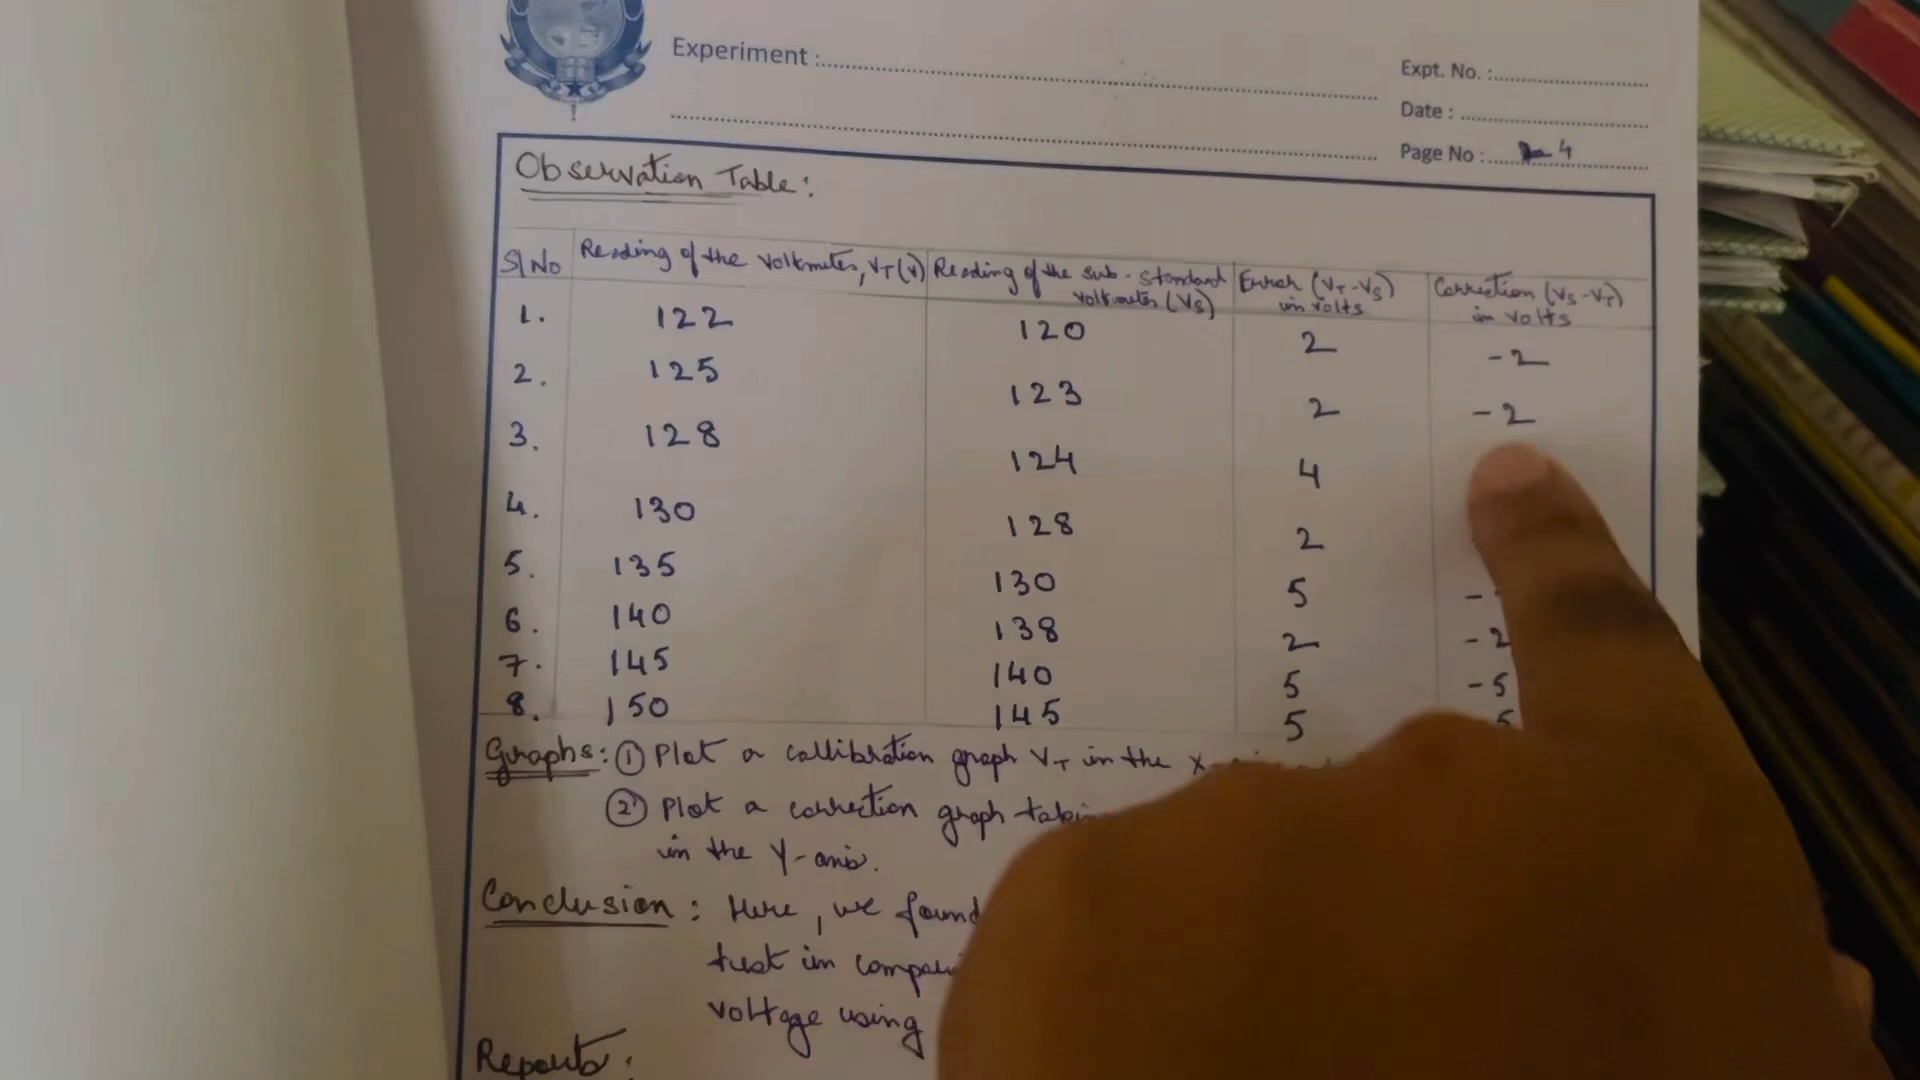 Experiment :
Expt. No. :
Date :
Page No : 4
Observation Table:
Sl No Reading of the Voltmeter, VT (V) Reading of the sub-standard voltmeter (VS) Error (VT-VS) in volts Correction (VS-VT) in volts
1. 122 120 2 -2
2. 125 123 2 -2
3. 128 124 4
4. 130 128 2
5. 135 130 5 -
6. 140 138 2 -2
7. 145 140 5 -5
8. 150 145 5 5
Graphs: ① Plot a callibration graph VT in the X
② Plot a correction graph
in the Y-axis.
Conclusion: Here, we found
test in
voltage using
Reports: